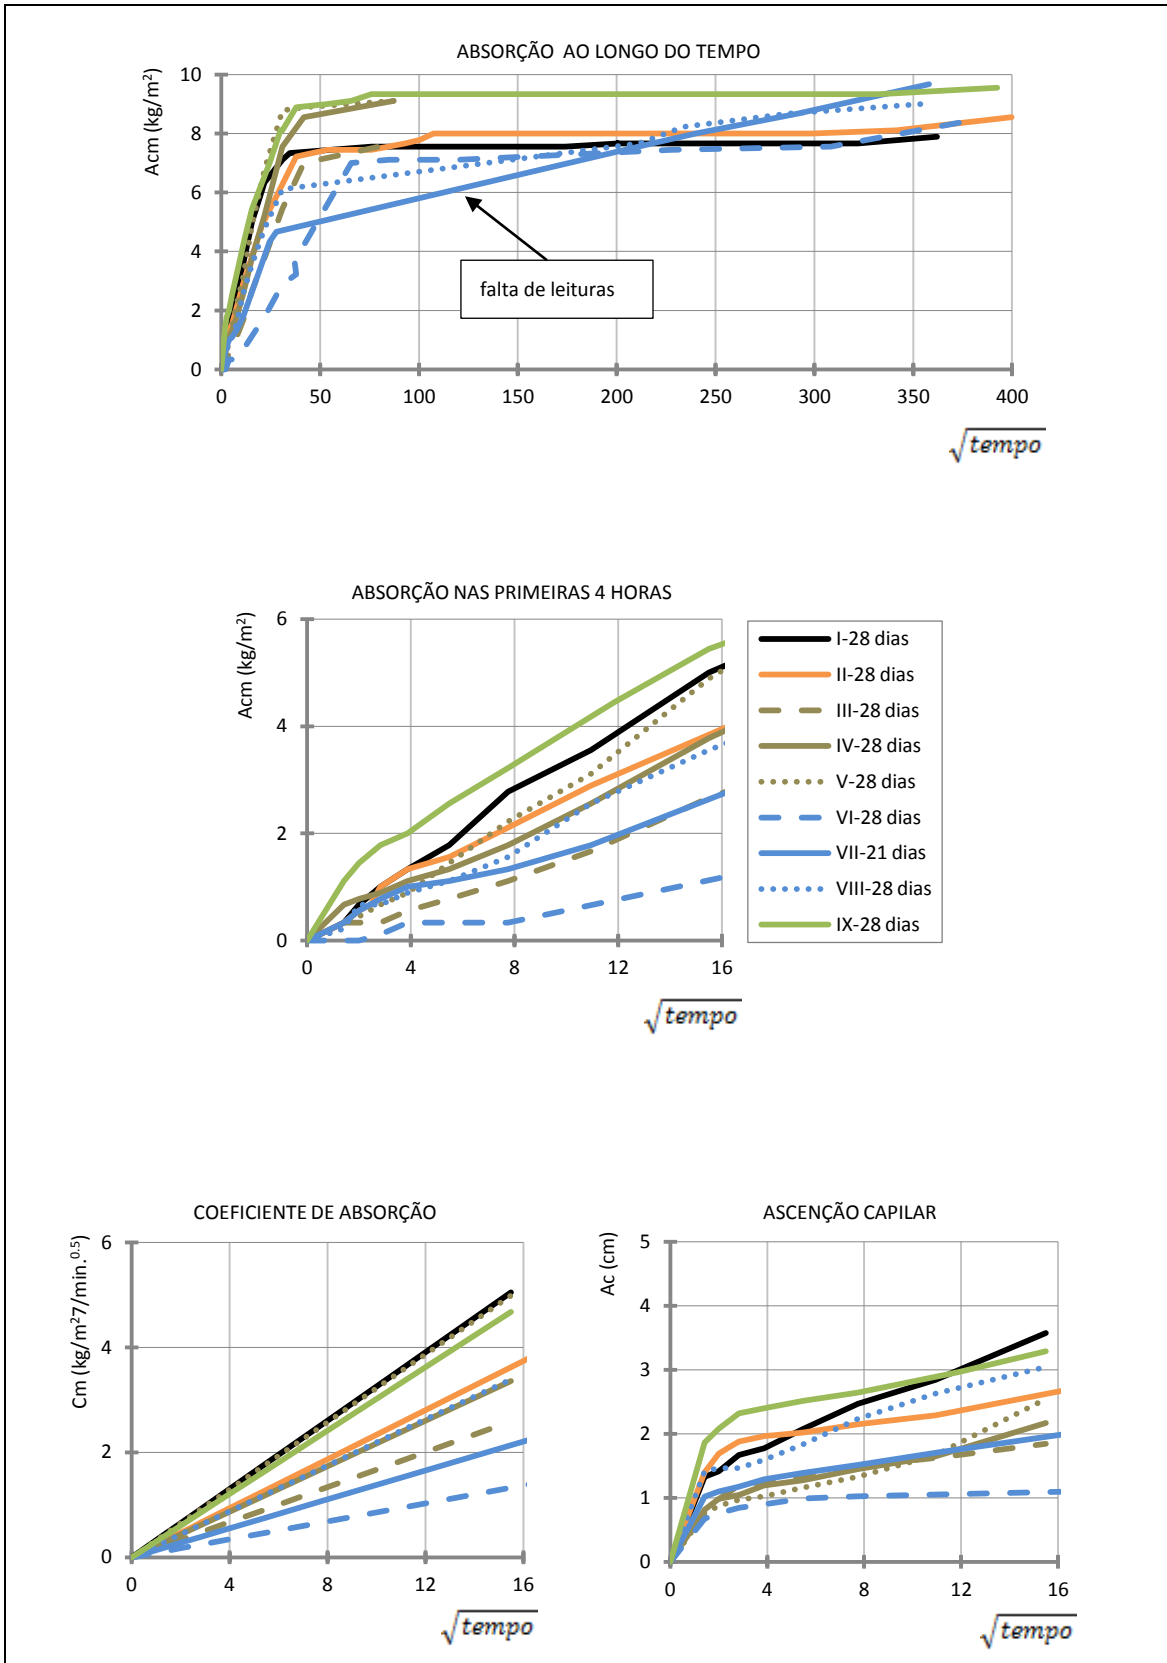 ABSORÇÃO AO LONGO DO TEMPO
Acm (kg/m²)
10
8
6
4
2
0
falta de leituras
0 50 100 150 200 250 300 350 400
√tempo
ABSORÇÃO NAS PRIMEIRAS 4 HORAS
Acm (kg/m²)
6
4
2
0
0 4 8 12 16
√tempo
I-28 dias
II-28 dias
III-28 dias
IV-28 dias
V-28 dias
VI-28 dias
VII-21 dias
VIII-28 dias
IX-28 dias
COEFICIENTE DE ABSORÇÃO
Cm (kg/m²7/min.⁰·⁵)
6
4
2
0
0 4 8 12 16
√tempo
ASCENÇÃO CAPILAR
Ac (cm)
5
4
3
2
1
0
0 4 8 12 16
√tempo